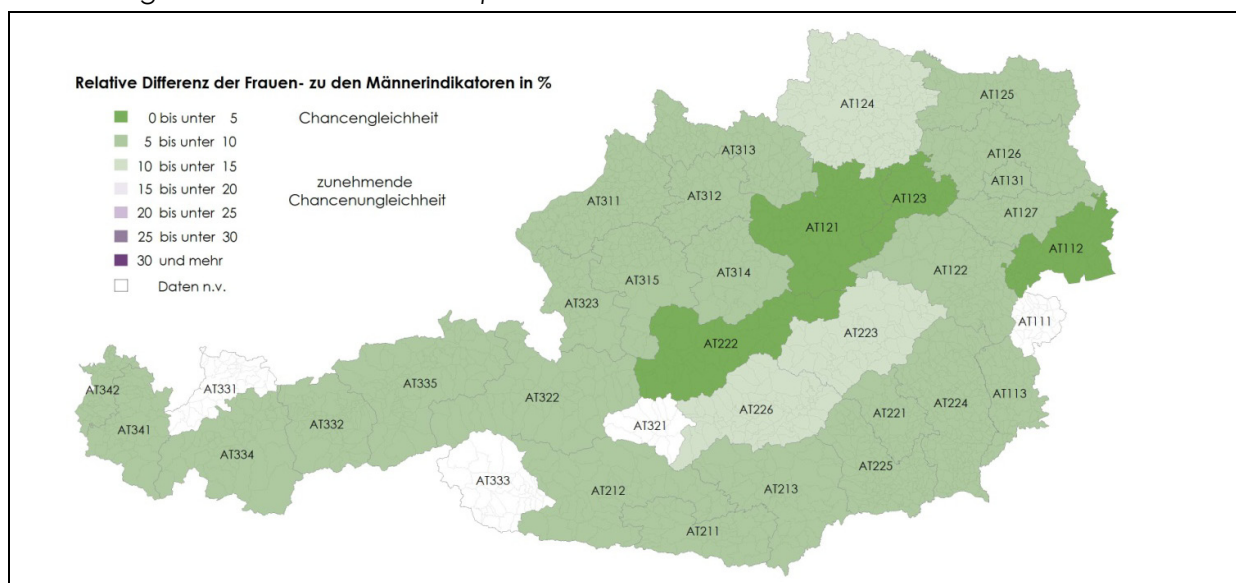 Relative Differenz der Frauen- zu den Männerindikatoren in %
0 bis unter 5 Chancengleichheit
5 bis unter 10
10 bis unter 15
15 bis unter 20 zunehmende
20 bis unter 25 Chancenungleichheit
25 bis unter 30
30 und mehr
Daten n.v.
AT124
AT125
AT313
AT126
AT131
AT312
AT311
AT123
AT127
AT121
AT112
AT122
AT314
AT315
AT323
AT111
AT223
AT222
AT335
AT331
AT342
AT322
AT113
AT224
AT221
AT226
AT332
AT321
AT341
AT334
AT225
AT333
AT212
AT213
AT211